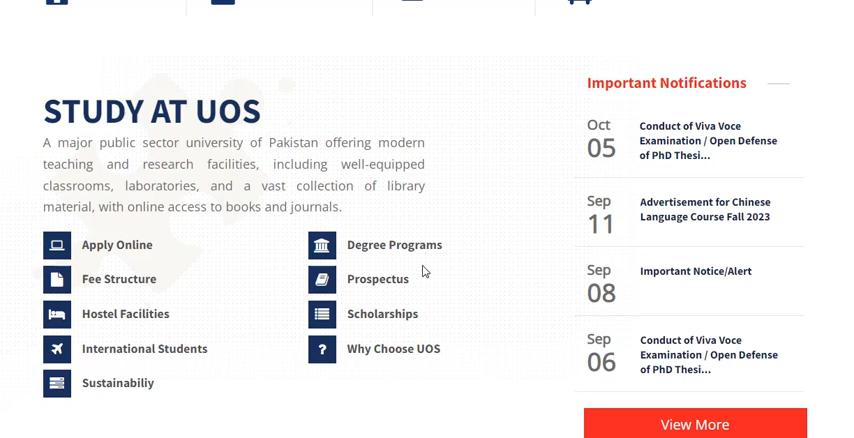 STUDY AT UOS
A major public sector university of Pakistan offering modern
teaching and research facilities, including well-equipped
classrooms, laboratories, and a vast collection of library
material, with online access to books and journals.
Apply Online
Degree Programs
Fee Structure
Prospectus
Hostel Facilities
Scholarships
International Students
? Why Choose UOS
Sustainabiliy
Important Notifications
Oct
05
Conduct of Viva Voce
Examination / Open Defense
of PhD Thesi...
Sep
11
Advertisement for Chinese
Language Course Fall 2023
Sep
08
Important Notice/Alert
Sep
06
Conduct of Viva Voce
Examination / Open Defense
of PhD Thesi...
View More